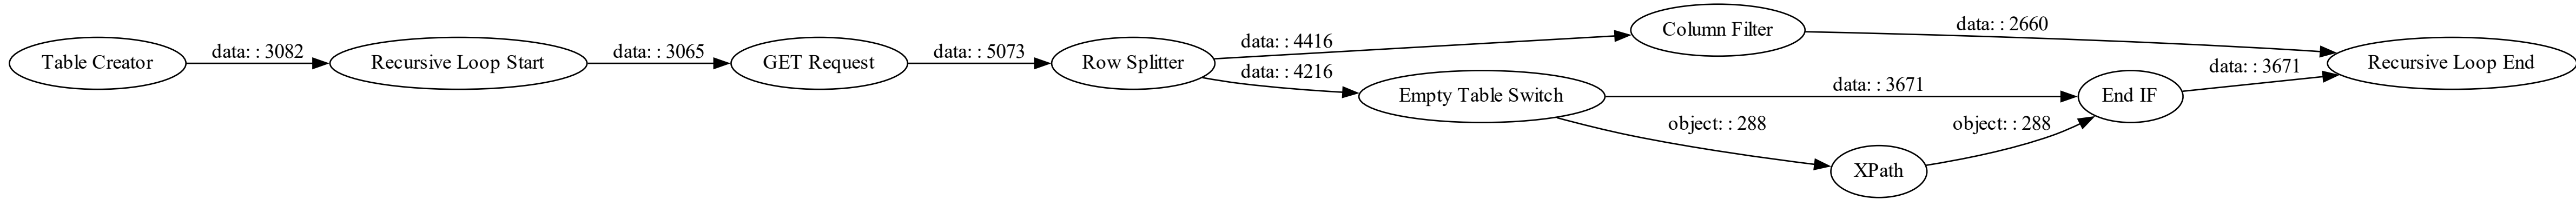 Table Creator
data: : 3082
Recursive Loop Start
data: : 3065
GET Request
data: : 5073
Row Splitter
data: : 4416
Column Filter
data: : 2660
data: : 4216
Empty Table Switch
data: : 3671
object: : 288
XPath
object: : 288
End IF
data: : 3671
Recursive Loop End